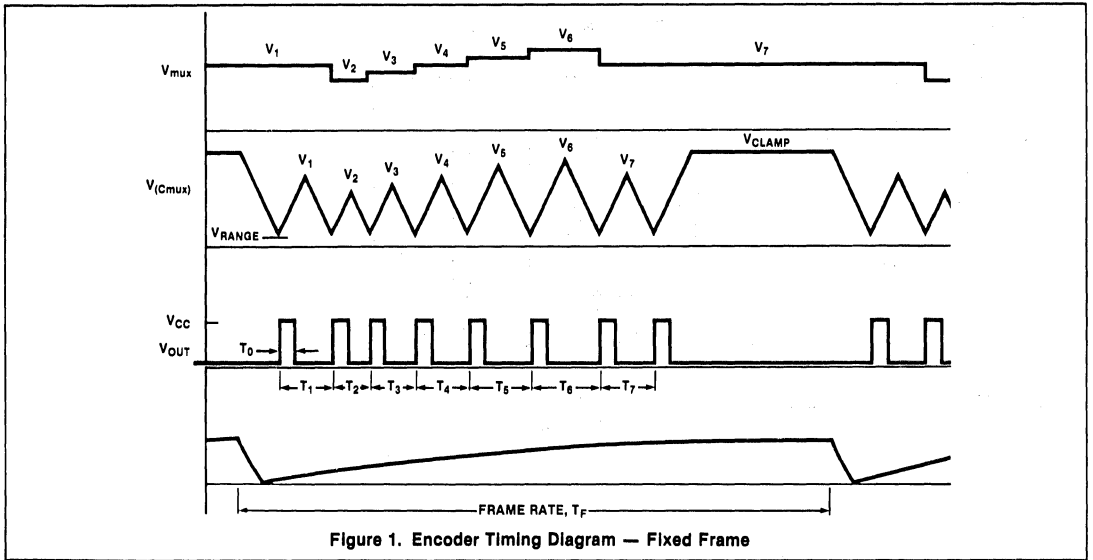 V1 V2 V3 V4 V5 V6 V7
Vmux
VCLAMP
V1 V2 V3 V4 V5 V6 V7
V(Cmux)
VRANGE
VCC
VOUT
T0
T1 T2 T3 T4 T5 T6 T7
FRAME RATE, TF
Figure 1. Encoder Timing Diagram — Fixed Frame